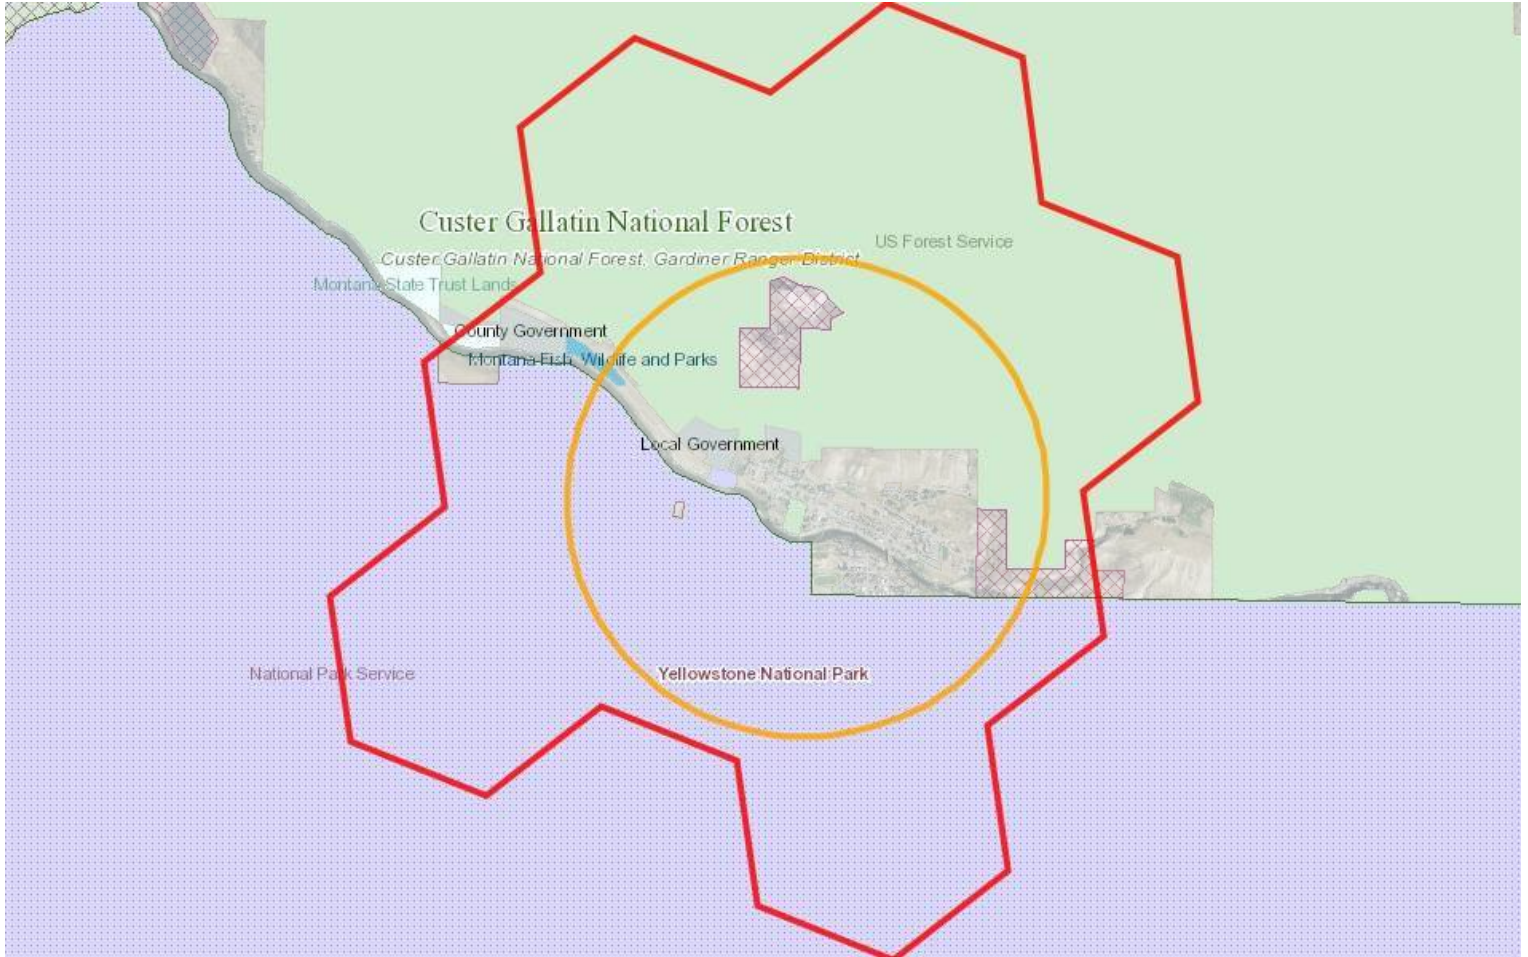 Custer Gallatin National Forest
US Forest Service
Custer Gallatin National Forest, Gardiner Ranger District
Montana State Trust Lands
County Government
Montana Fish, Wildlife and Parks
Local Government
National Park Service
Yellowstone National Park